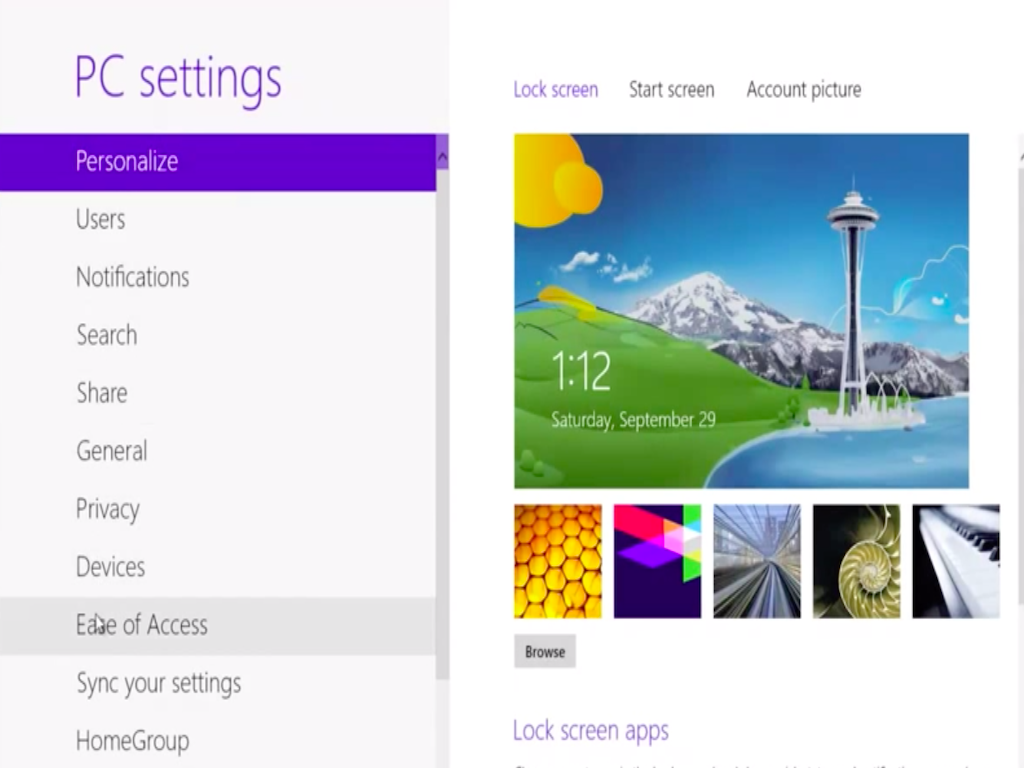 PC settings
Personalize
Users
Notifications
Search
Share
General
Privacy
Devices
Ease of Access
Sync your settings
HomeGroup
Lock screen
Start screen
Account picture
1:12
Saturday, September 29
Browse
Lock screen apps